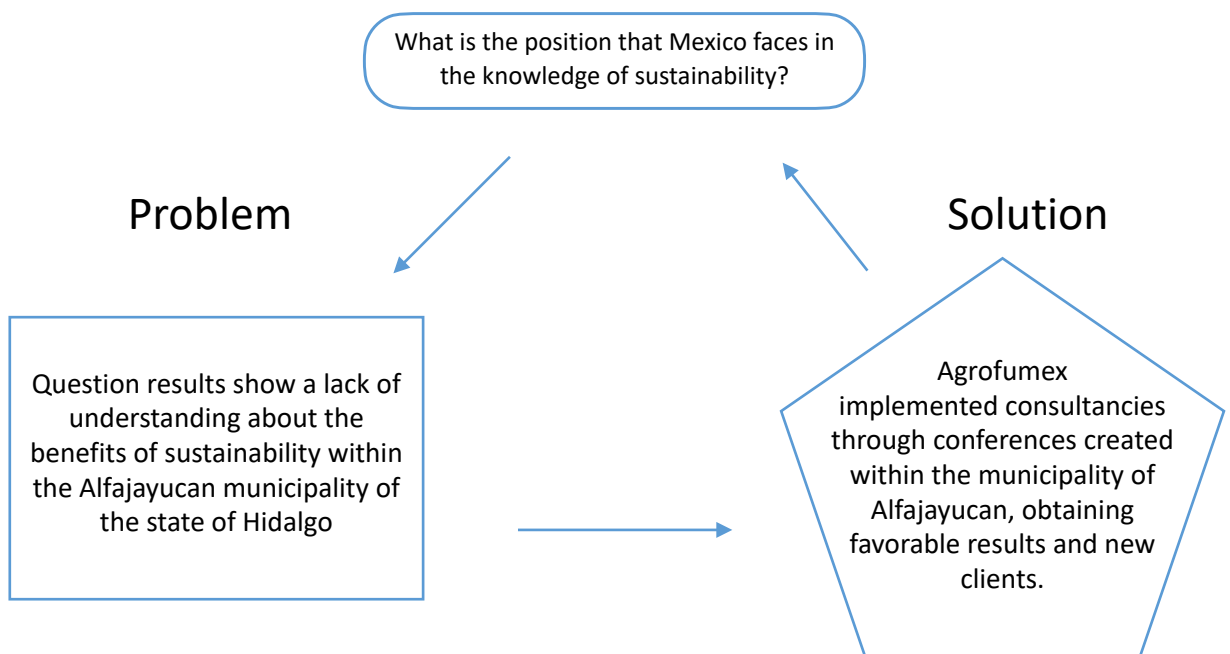 What is the position that Mexico faces in
the knowledge of sustainability?
Problem
Solution
Question results show a lack of
understanding about the
benefits of sustainability within
the Alfajayucan municipality of
the state of Hidalgo
Agrofumex
implemented consultancies
through conferences created
within the municipality of
Alfajayucan, obtaining
favorable results and new
clients.